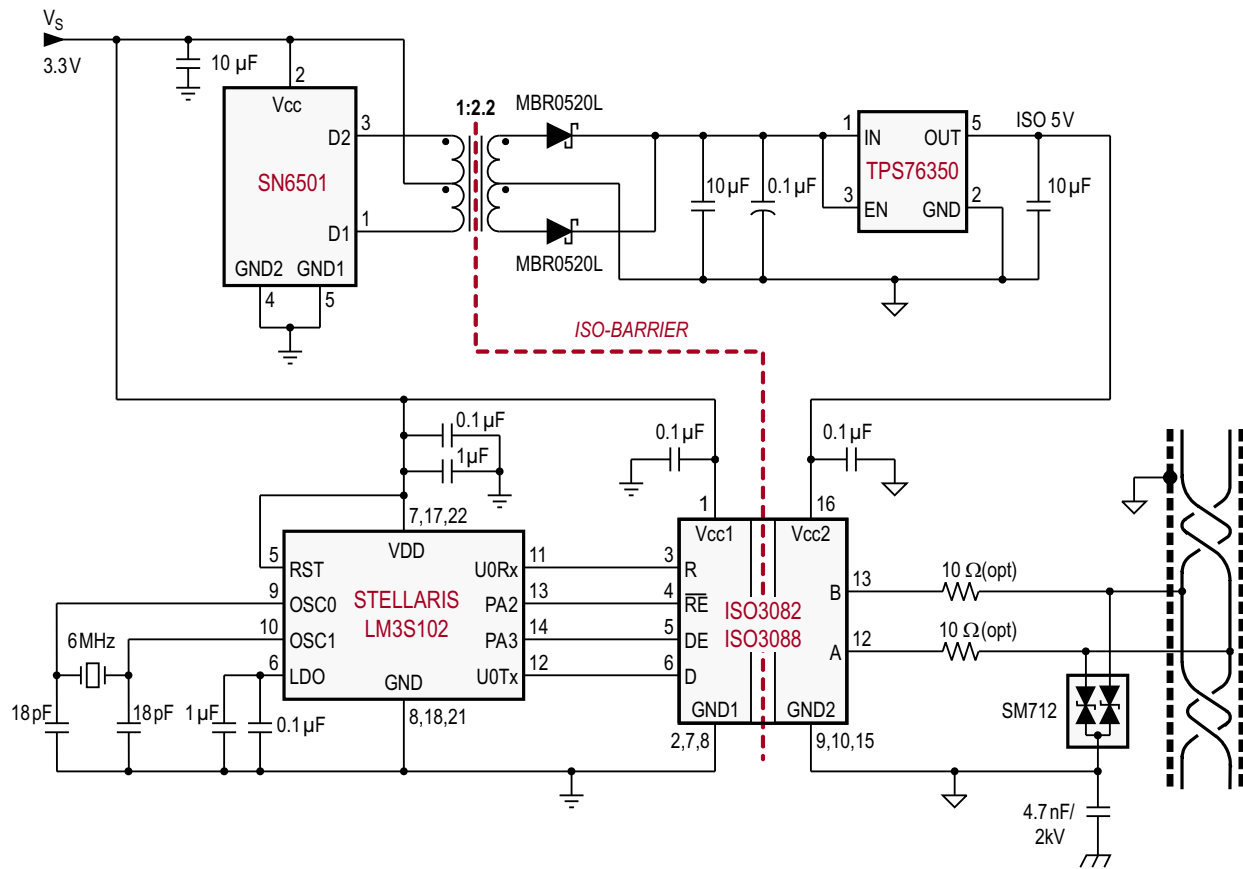 VS
3.3V
10 µF
2
Vcc
D2
3
SN6501
D1
1
GND2
GND1
4
5
1:2.2
MBR0520L
MBR0520L
10 µF
0.1 µF
1
IN
OUT
5
TPS76350
3
EN
GND
2
ISO 5V
10 µF
ISO-BARRIER
0.1 µF
1 µF
7,17,22
VDD
5
RST
9
OSC0
10
OSC1
6
LDO
STELLARIS
LM3S102
GND
8,18,21
U0Rx
11
PA2
13
PA3
14
U0Tx
12
6 MHz
18 pF
18 pF
1 µF
0.1 µF
0.1 µF
0.1 µF
1
16
Vcc1
Vcc2
3
R
4
RE
5
DE
6
D
ISO3082
ISO3088
B
13
A
12
GND1
GND2
2,7,8
9,10,15
10 Ω(opt)
10 Ω(opt)
SM712
4.7 nF/
2kV